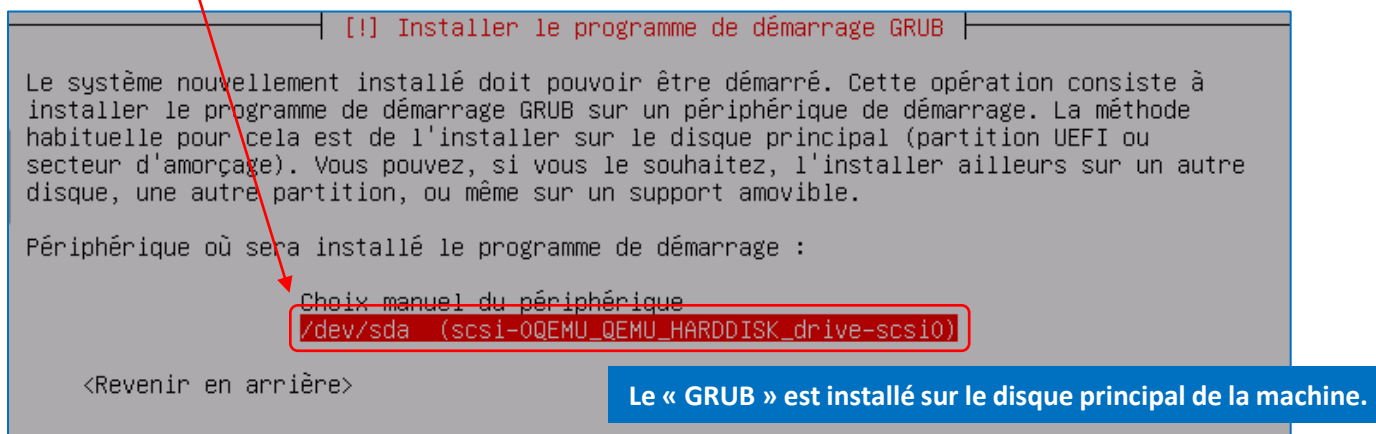 [!] Installer le programme de démarrage GRUB
Le système nouvellement installé doit pouvoir être démarré. Cette opération consiste à
installer le programme de démarrage GRUB sur un périphérique de démarrage. La méthode
habituelle pour cela est de l'installer sur le disque principal (partition UEFI ou
secteur d'amorçage). Vous pouvez, si vous le souhaitez, l'installer ailleurs sur un autre
disque, une autre partition, ou même sur un support amovible.
Périphérique où sera installé le programme de démarrage :
Choix manuel du périphérique
/dev/sda (scsi-0QEMU_QEMU_HARDDISK_drive-scsi0)
<Revenir en arrière>
Le « GRUB » est installé sur le disque principal de la machine.